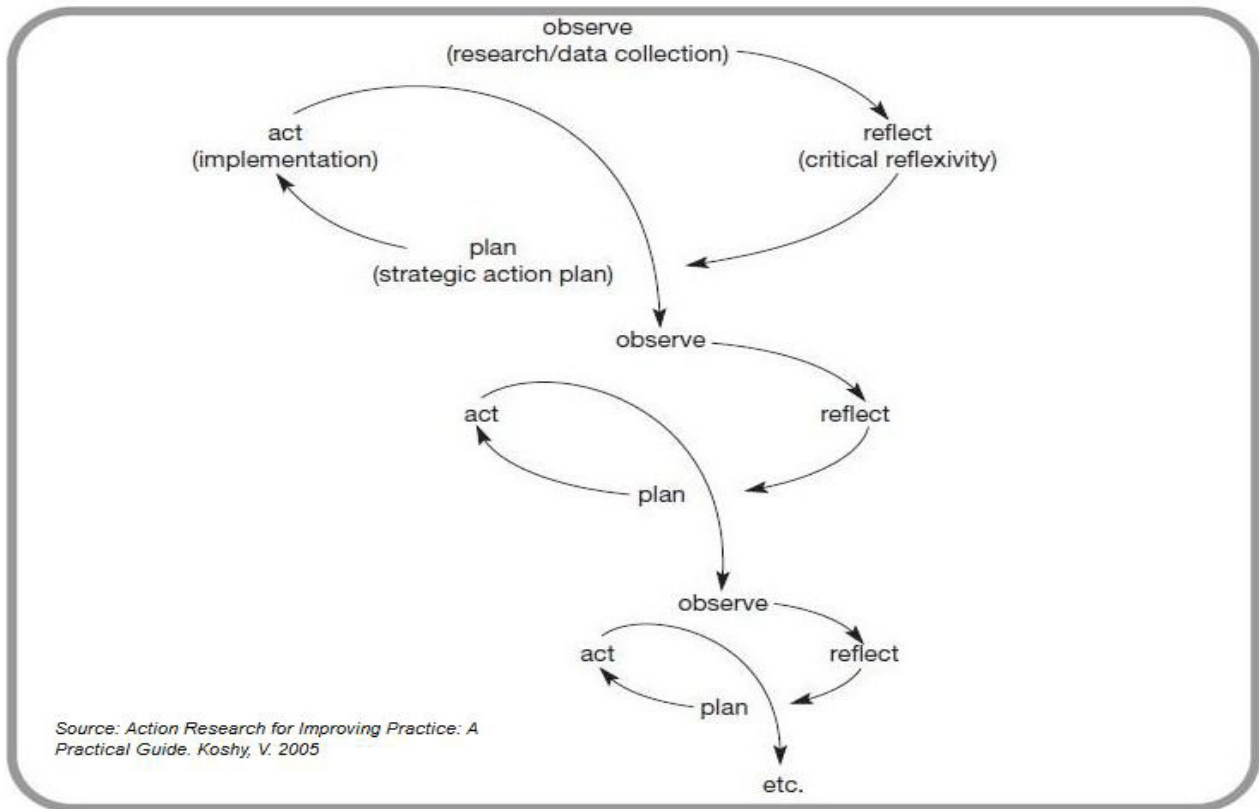 observe
(research/data collection)
act
(implementation)
reflect
(critical reflexivity)
plan
(strategic action plan)
observe
act
reflect
plan
observe
act
reflect
plan
Source: Action Research for Improving Practice: A
Practical Guide. Koshy, V. 2005
etc.